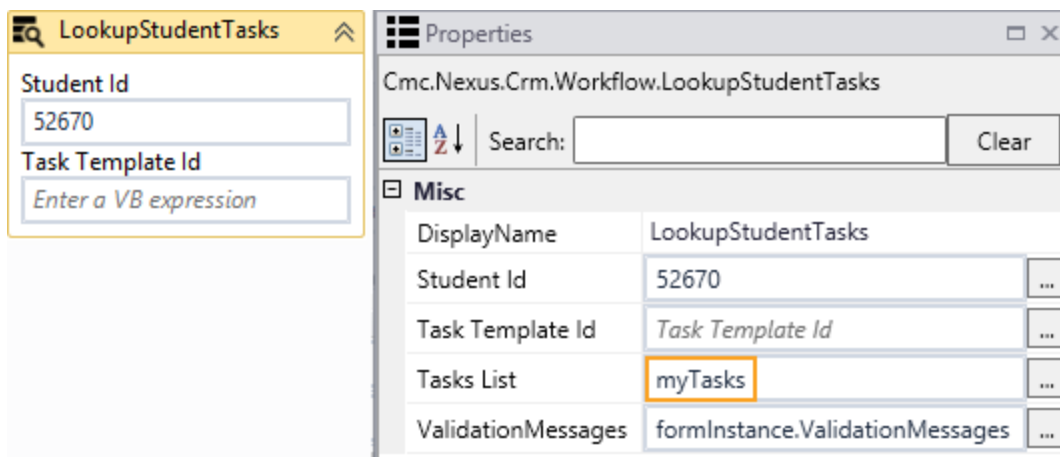 LookupStudentTasks
Student Id
52670
Task Template Id
Enter a VB expression
Properties
Cmc.Nexus.Crm.Workflow.LookupStudentTasks
A
Z
Search:
Clear
Misc
DisplayName LookupStudentTasks
Student Id 52670 ...
Task Template Id Task Template Id ...
Tasks List myTasks ...
ValidationMessages formInstance.ValidationMessages ...